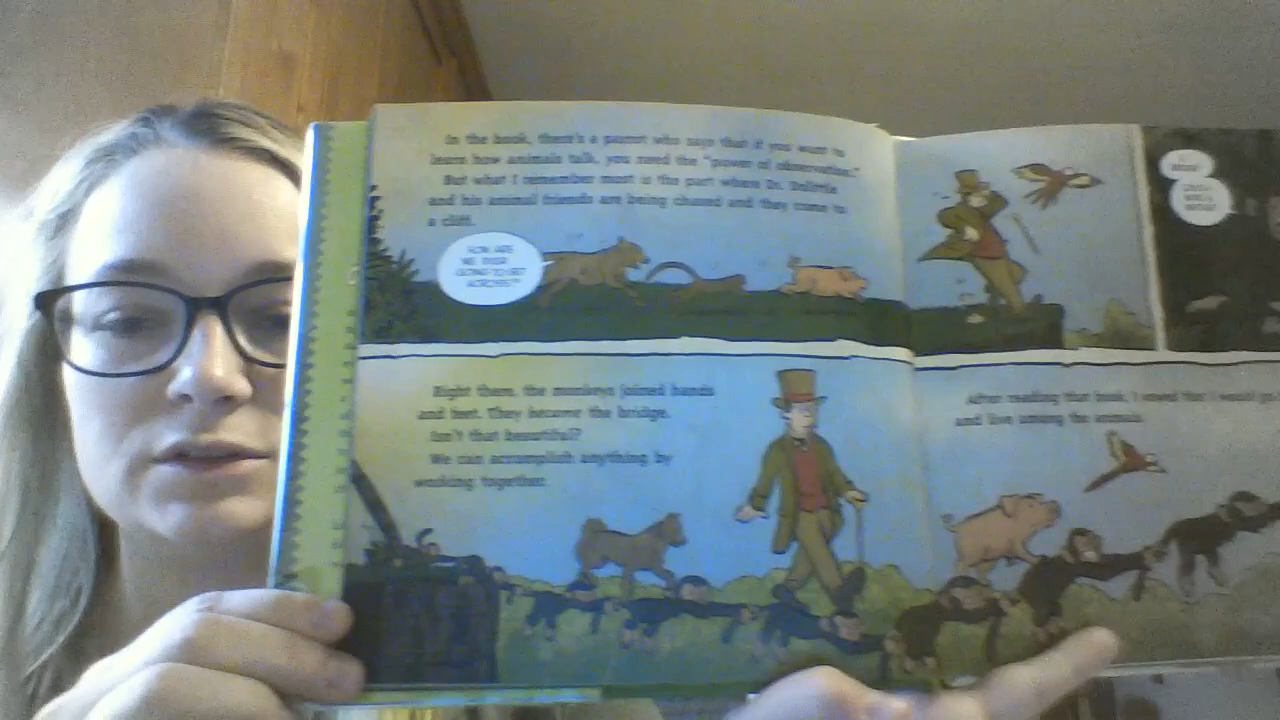 In the book, there's a parrot who says that if you want to
learn how animals talk, you need the "power of observation."
But what I remember most is the part where Dr. Dolittle
and his animal friends are being chased and they come to
a cliff.
HOW ARE
WE EVER
GOING TO GET
ACROSS?
Right there, the monkeys joined hands
and feet. They became the bridge.
Isn't that beautiful?
We can accomplish anything by
working together.
After reading that book, I vowed that I would go
and live among the animals.